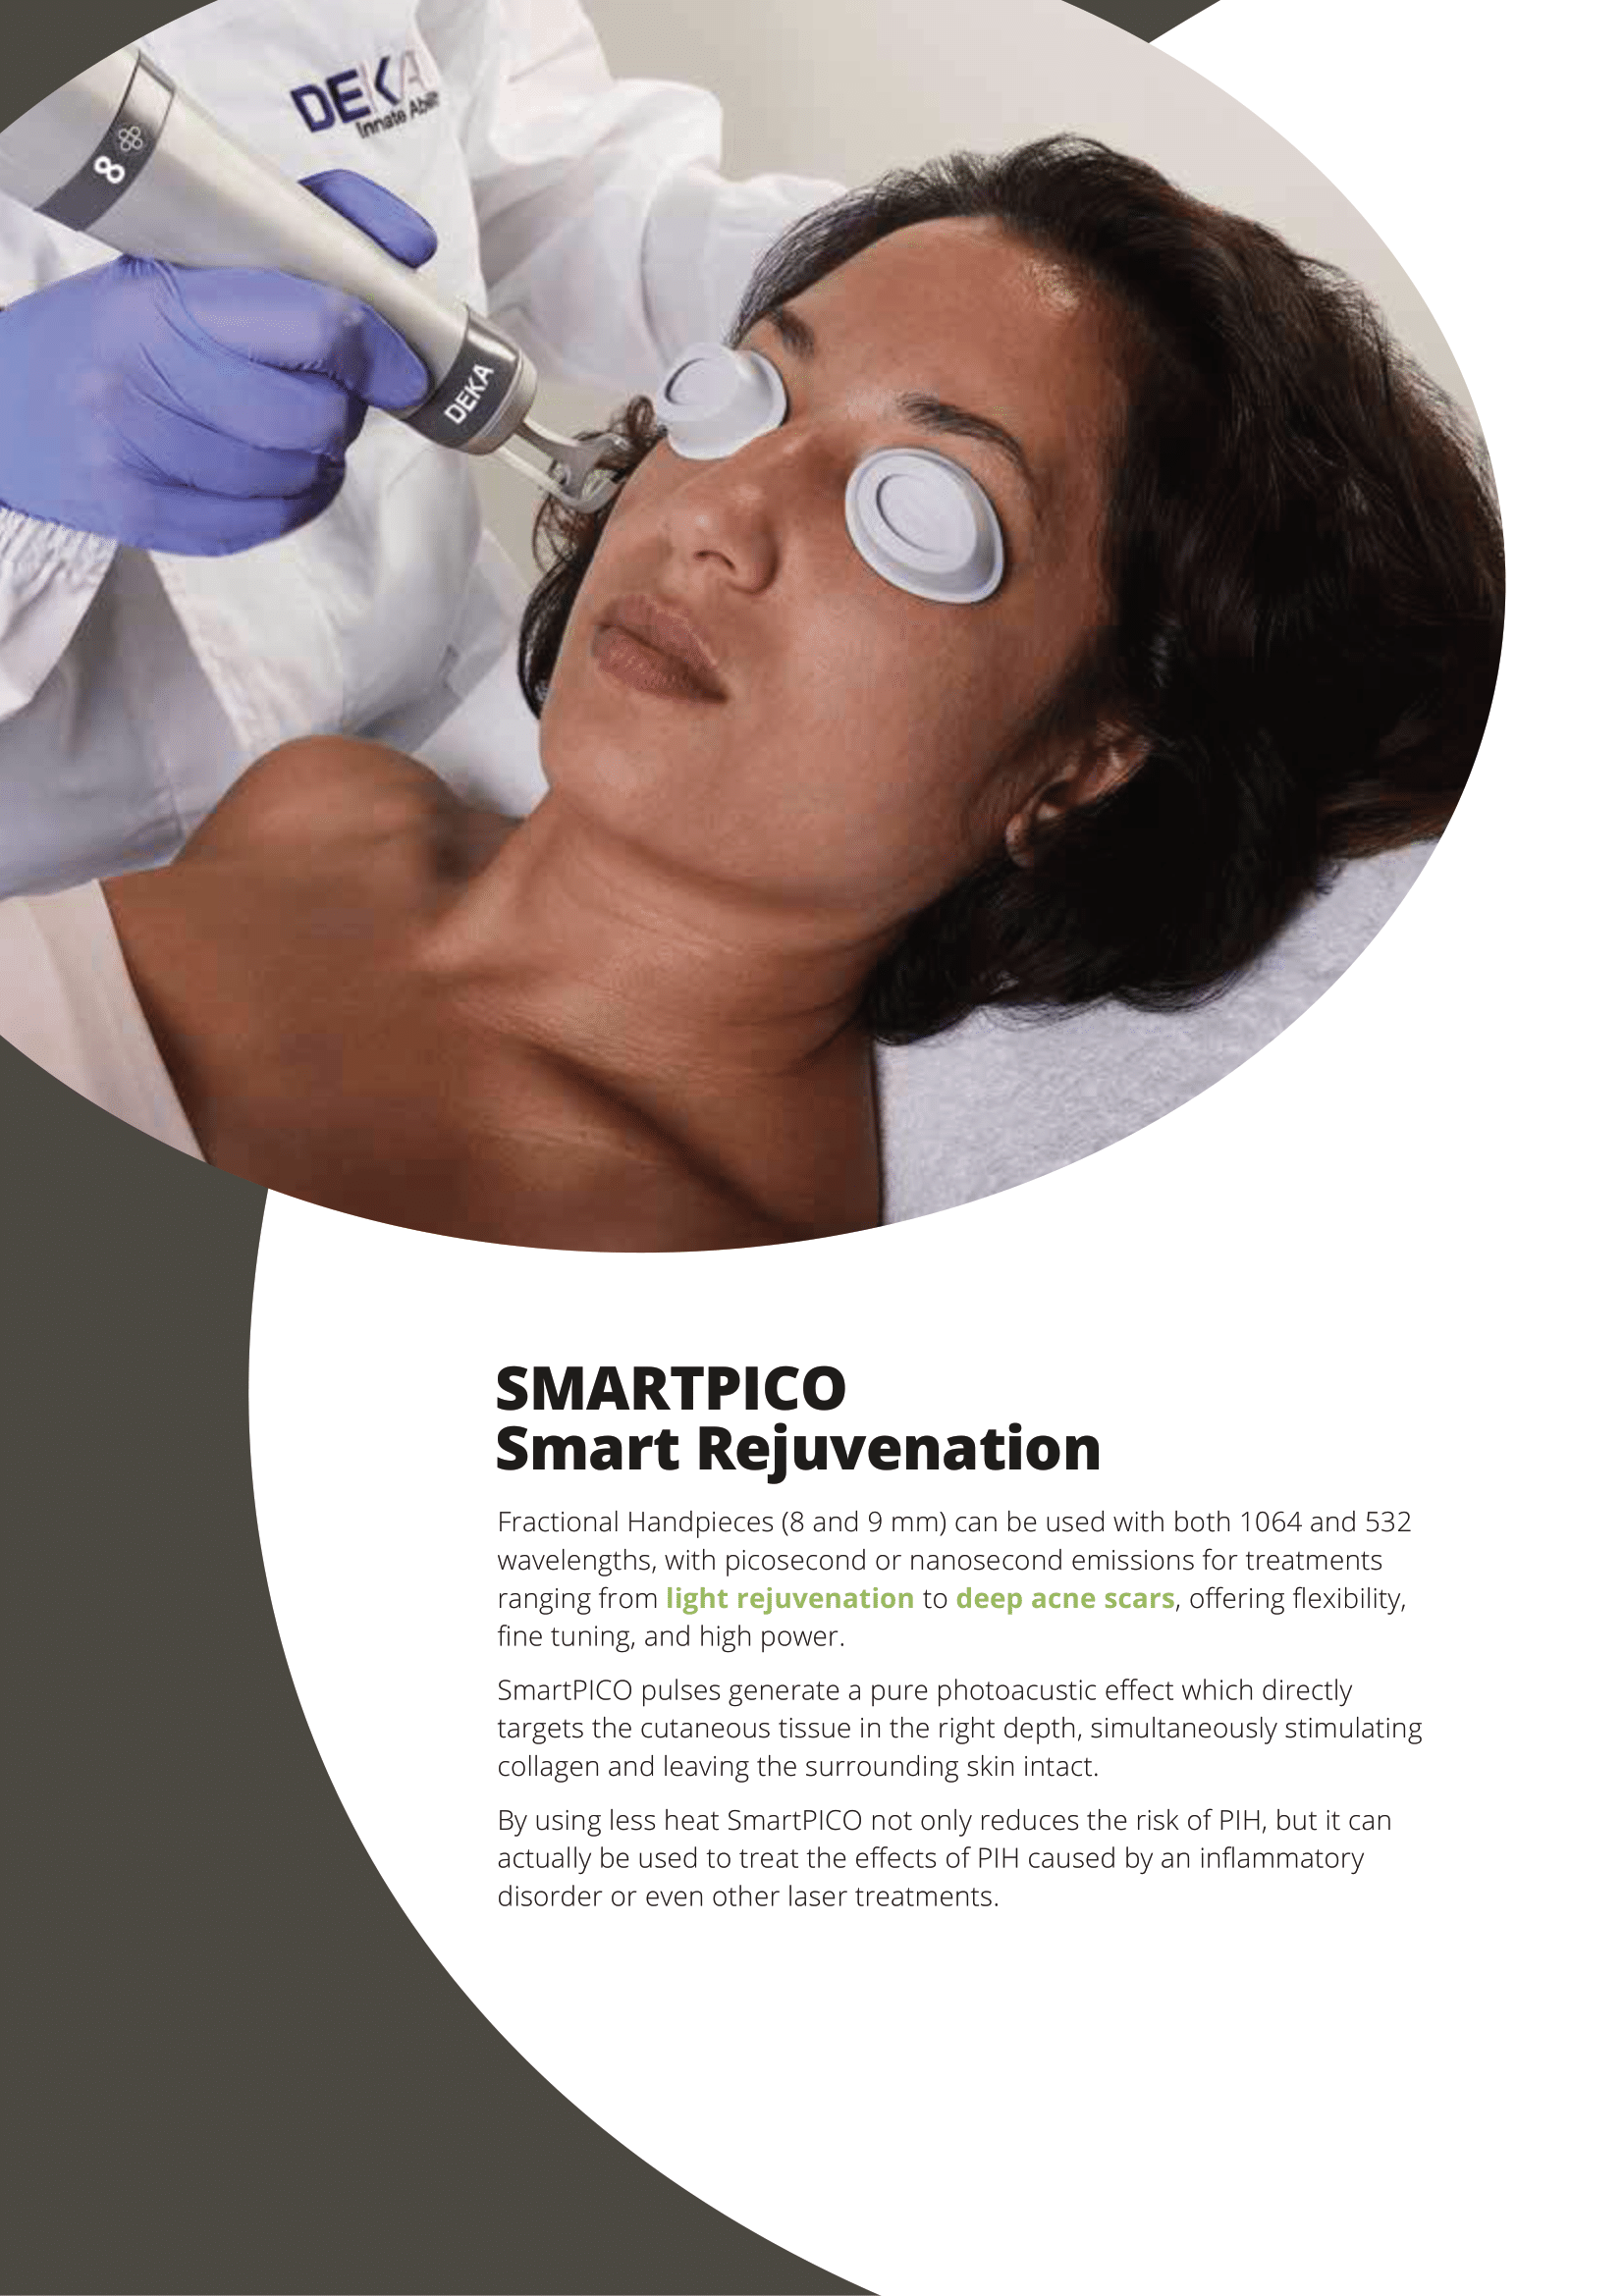 DEKA
Innate Ability
8
DEKA
SMARTPICO
Smart Rejuvenation
Fractional Handpieces (8 and 9 mm) can be used with both 1064 and 532
wavelengths, with picosecond or nanosecond emissions for treatments
ranging from light rejuvenation to deep acne scars, offering flexibility,
fine tuning, and high power.
SmartPICO pulses generate a pure photoacustic effect which directly
targets the cutaneous tissue in the right depth, simultaneously stimulating
collagen and leaving the surrounding skin intact.
By using less heat SmartPICO not only reduces the risk of PIH, but it can
actually be used to treat the effects of PIH caused by an inflammatory
disorder or even other laser treatments.